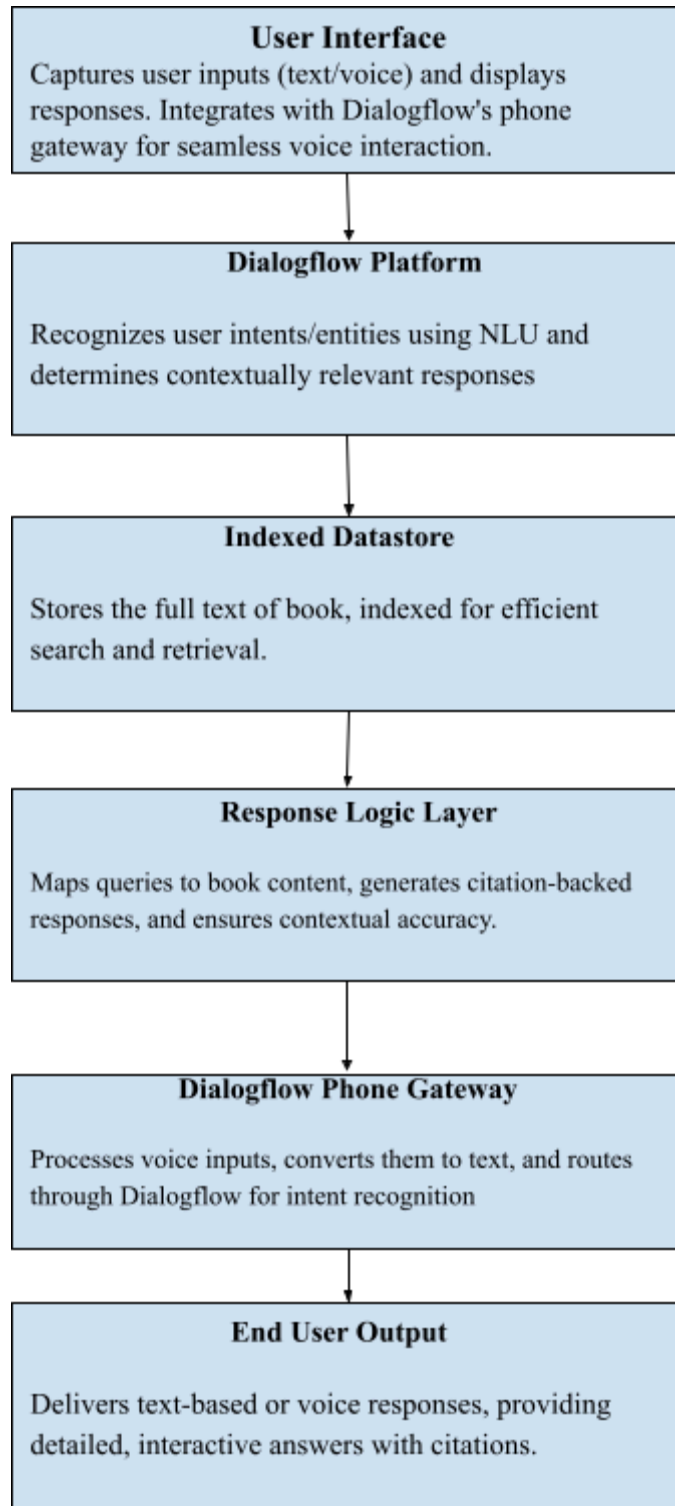 User Interface
Captures user inputs (text/voice) and displays
responses. Integrates with Dialogflow's phone
gateway for seamless voice interaction.
Dialogflow Platform
Recognizes user intents/entities using NLU and
determines contextually relevant responses
Indexed Datastore
Stores the full text of book, indexed for efficient
search and retrieval.
Response Logic Layer
Maps queries to book content, generates citation-backed
responses, and ensures contextual accuracy.
Dialogflow Phone Gateway
Processes voice inputs, converts them to text, and routes
through Dialogflow for intent recognition
End User Output
Delivers text-based or voice responses, providing
detailed, interactive answers with citations.